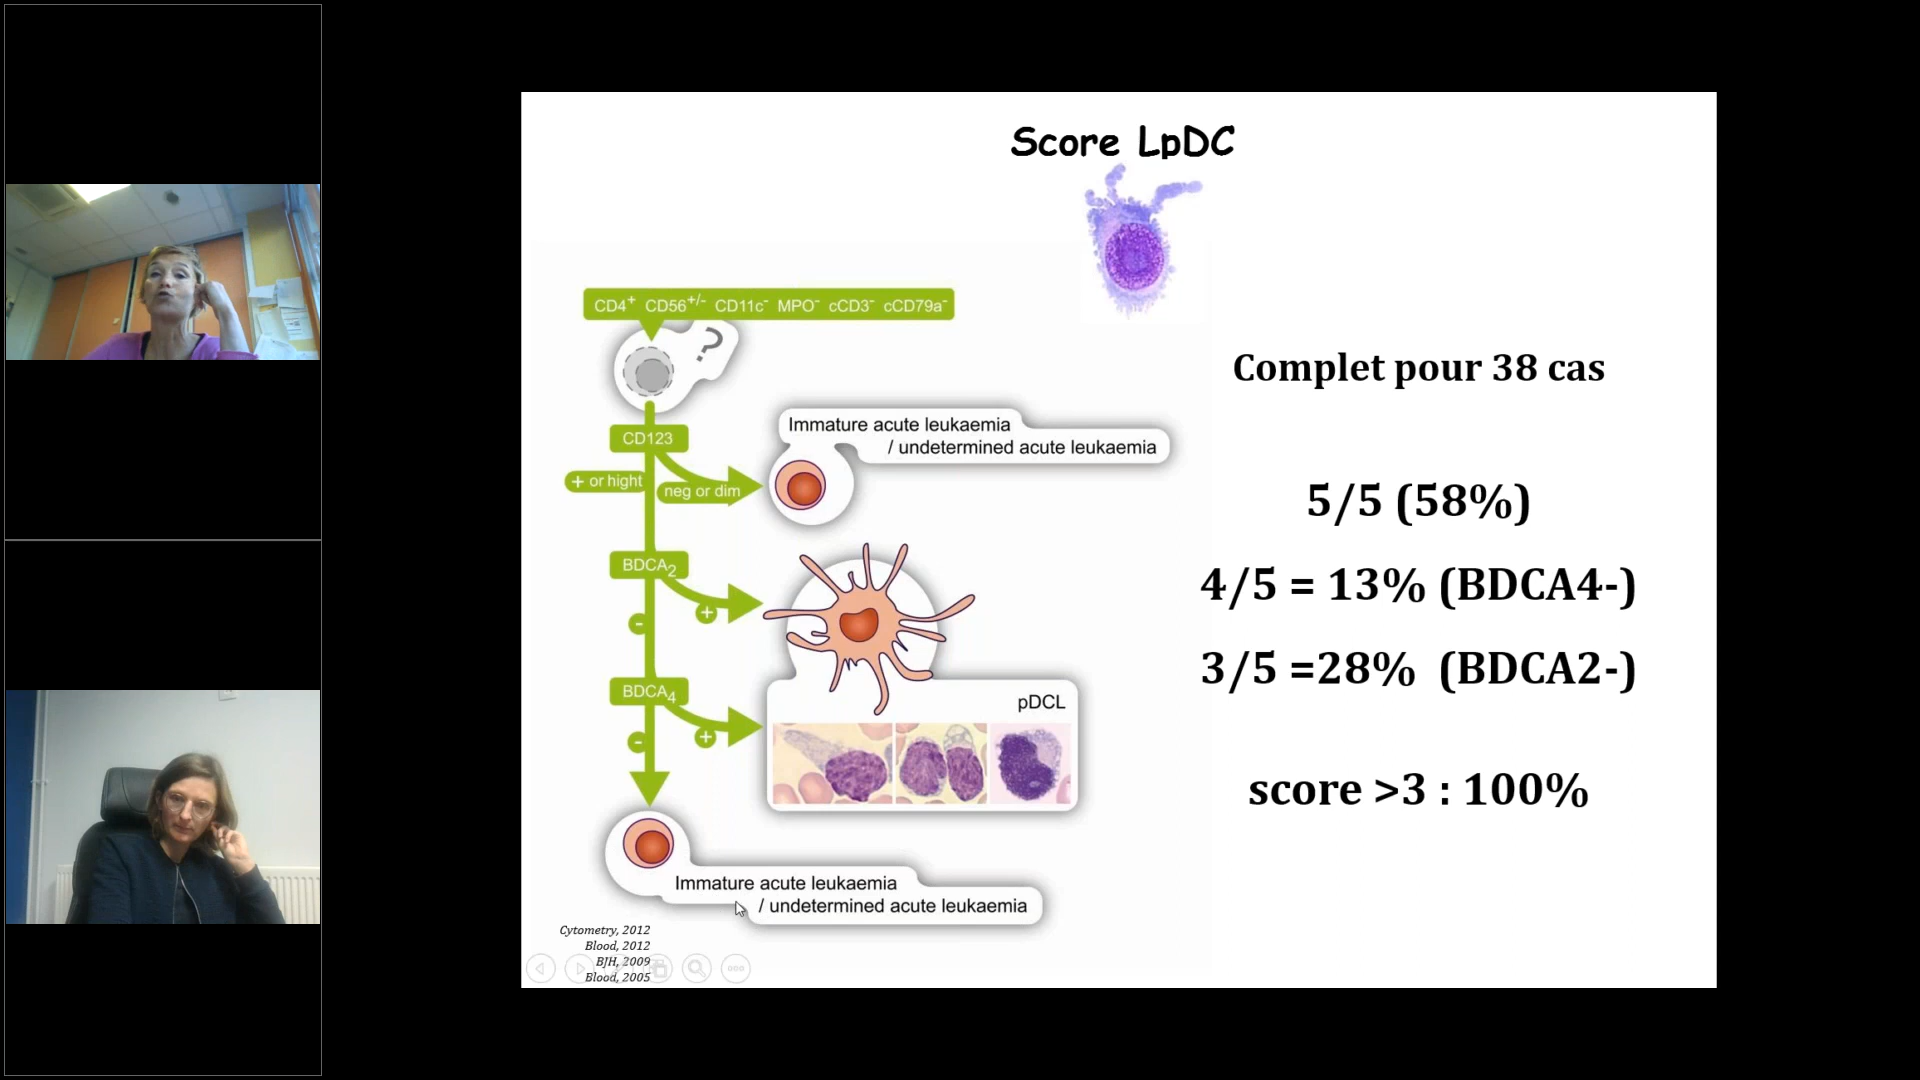 Score LpDC
CD4+ CD56+/- CD11c- MPO- cCD3- cCD79a-
?
CD123
+ or hight
neg or dim
Immature acute leukaemia
/ undetermined acute leukaemia
BDCA2
+
-
BDCA4
+
-
pDCL
Immature acute leukaemia
/ undetermined acute leukaemia
Complet pour 38 cas
5/5 (58%)
4/5 = 13% (BDCA4-)
3/5 =28% (BDCA2-)
score >3 : 100%
Cytometry, 2012
Blood, 2012
BJH, 2009
Blood, 2005